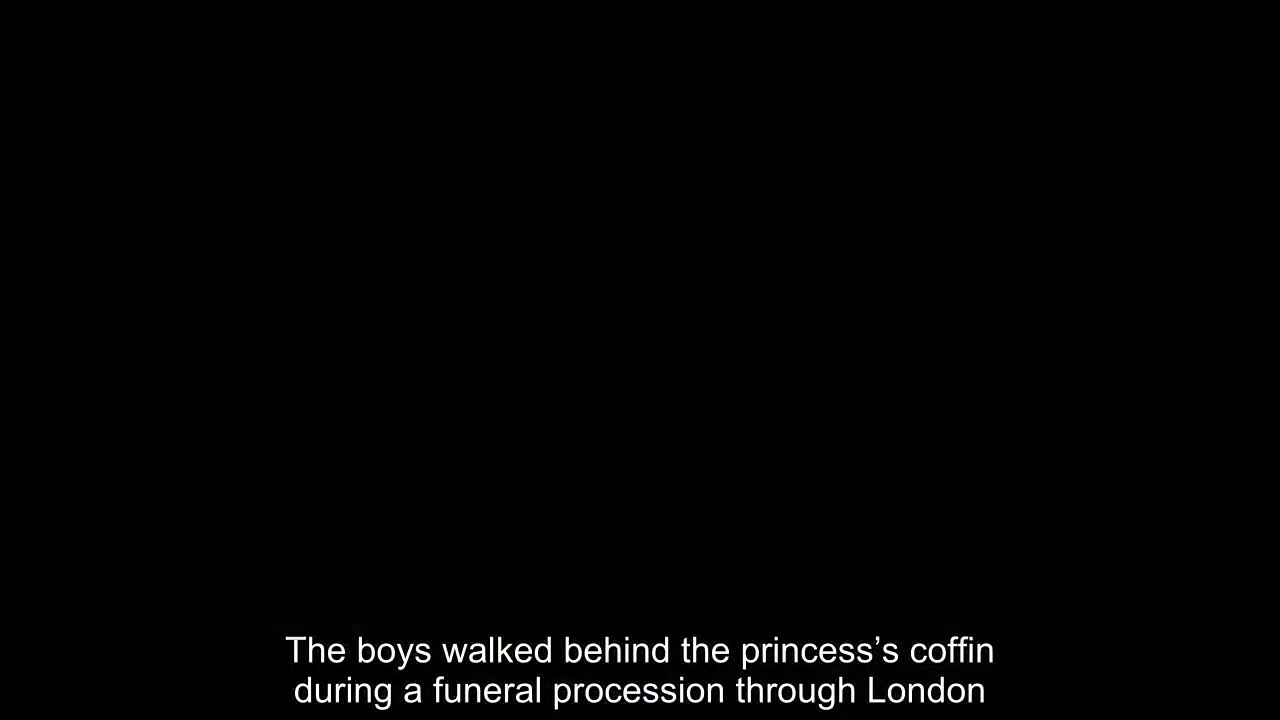 The boys walked behind the princess’s coffin
during a funeral procession through London